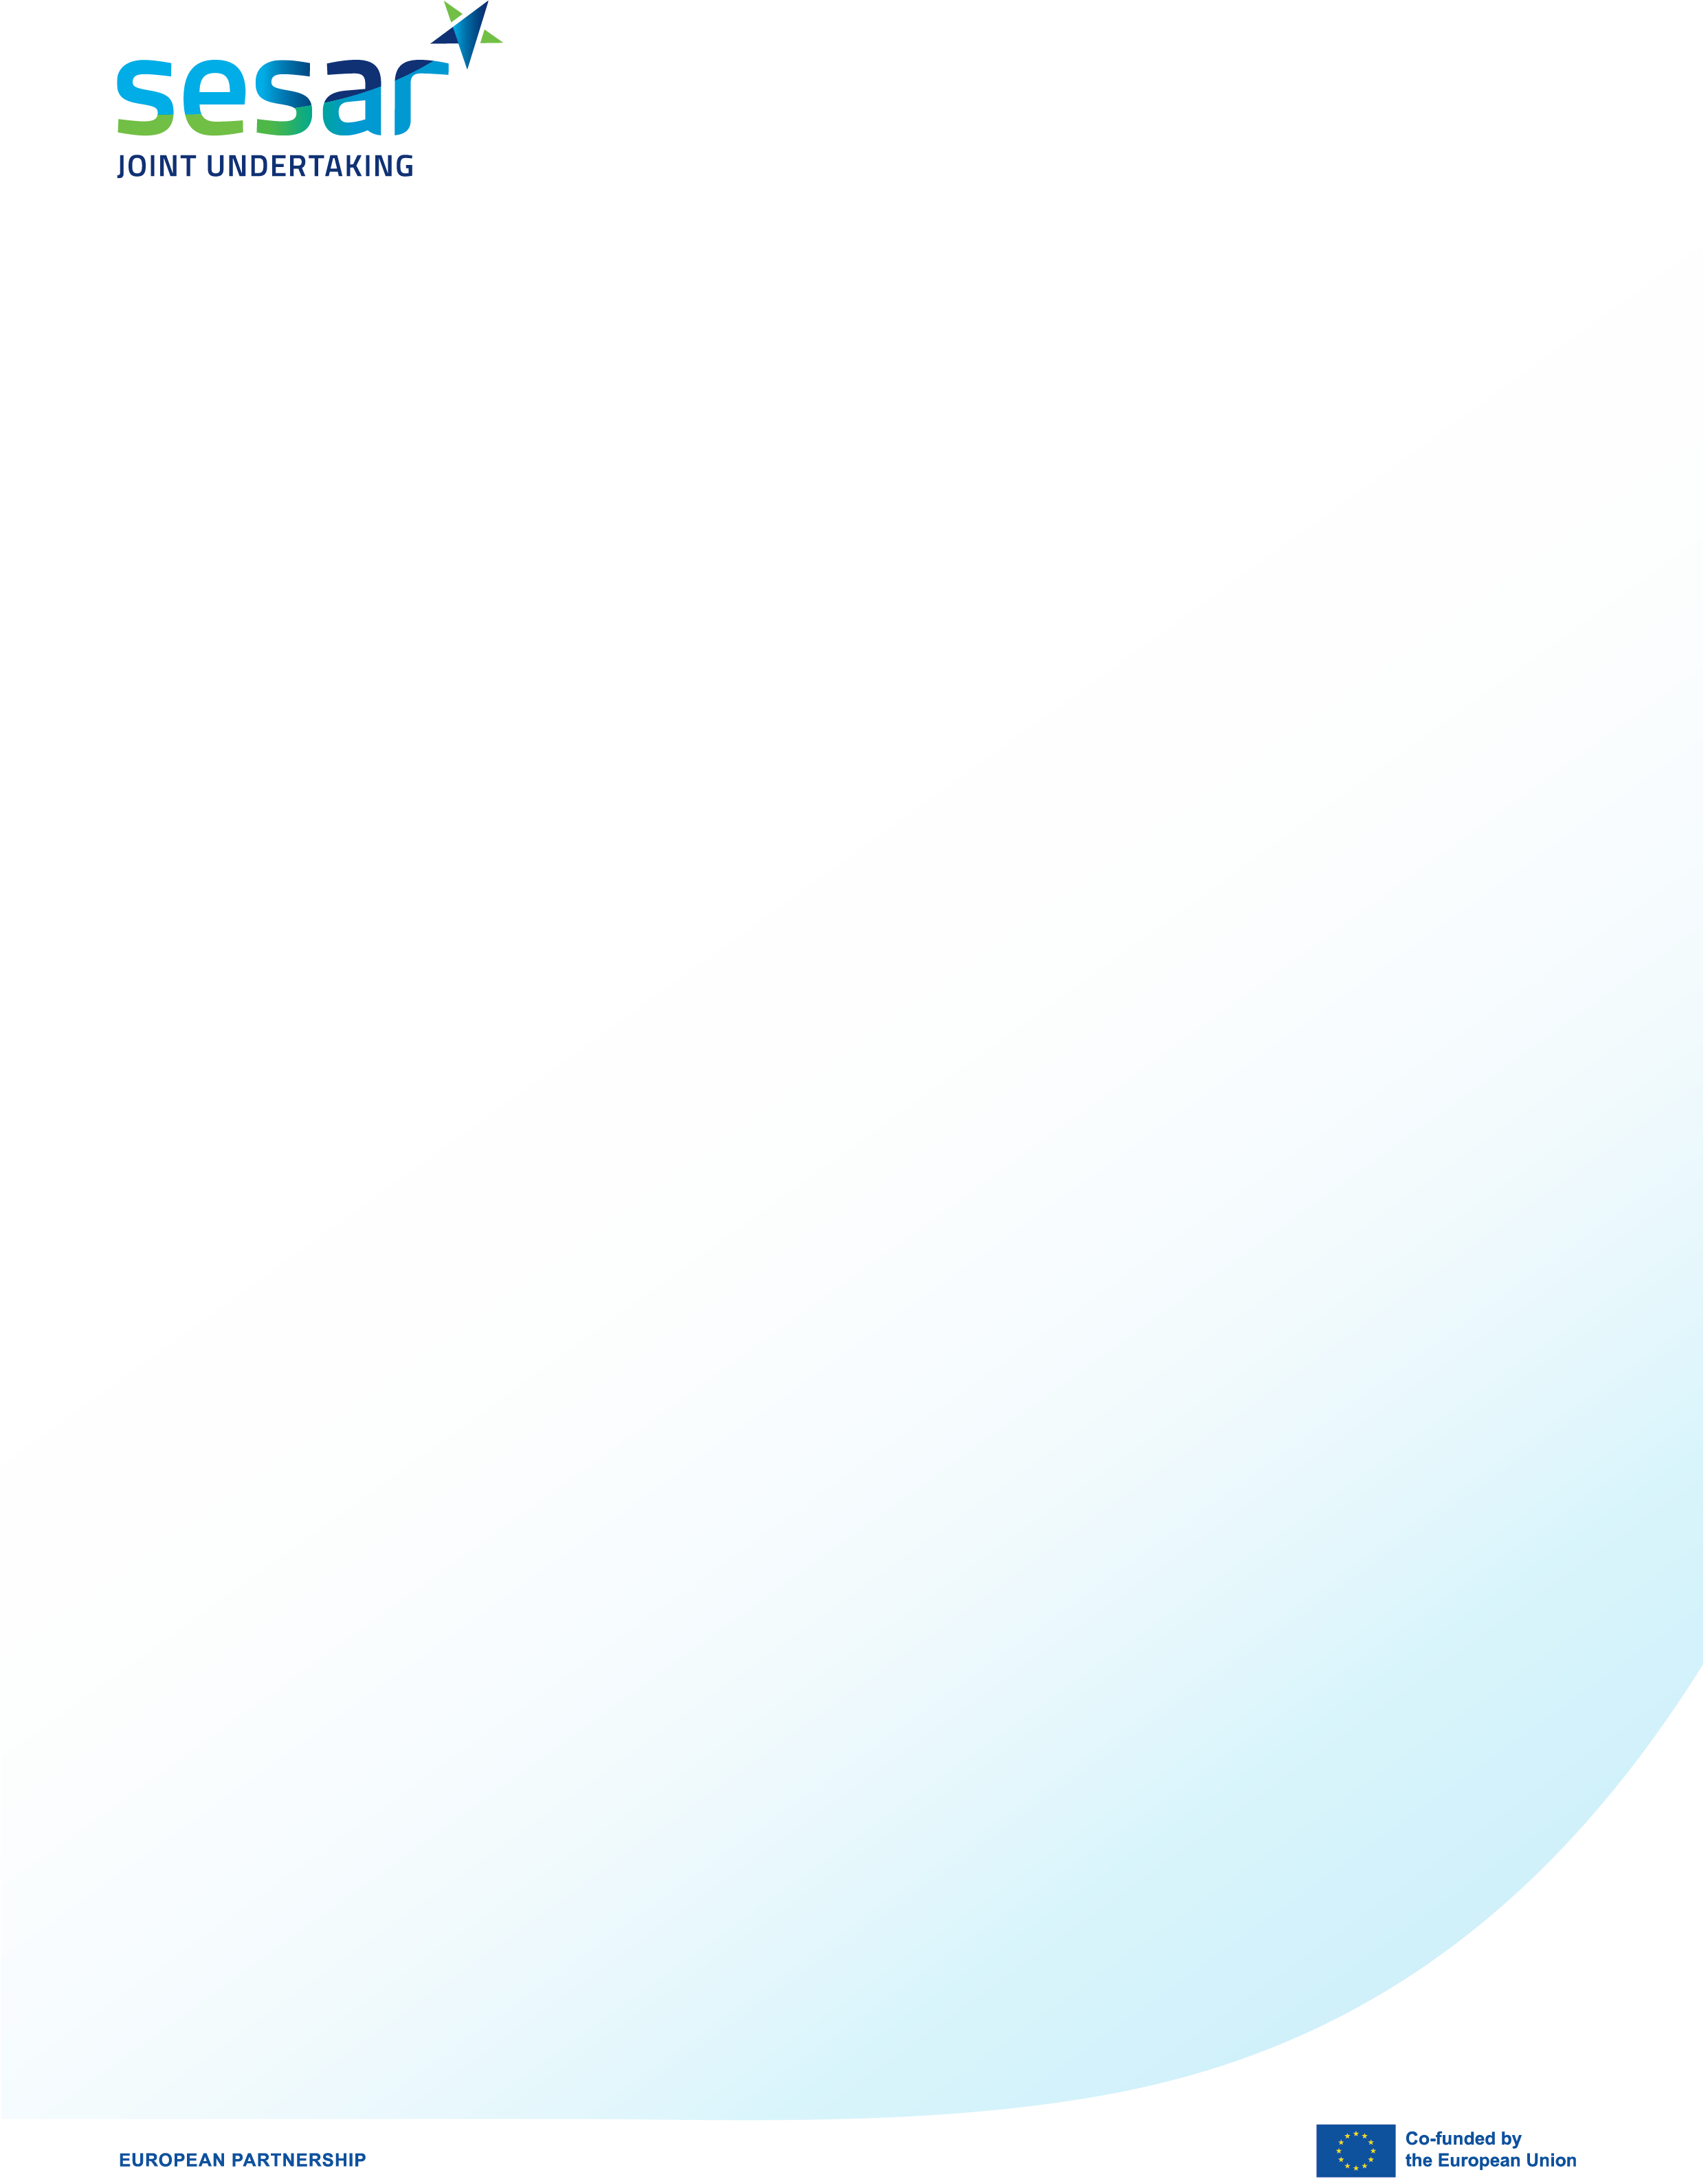 sesar
JOINT UNDERTAKING
EUROPEAN PARTNERSHIP
Co-funded by
the European Union